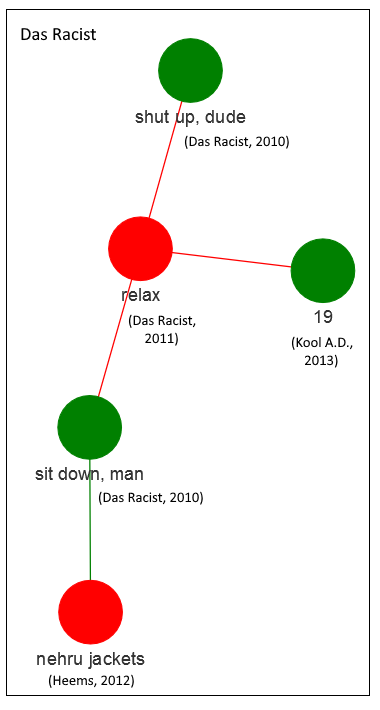 Das Racist
shut up, dude
(Das Racist, 2010)
relax
(Das Racist,
2011)
19
(Kool A.D.,
2013)
sit down, man
(Das Racist, 2010)
nehru jackets
(Heems, 2012)